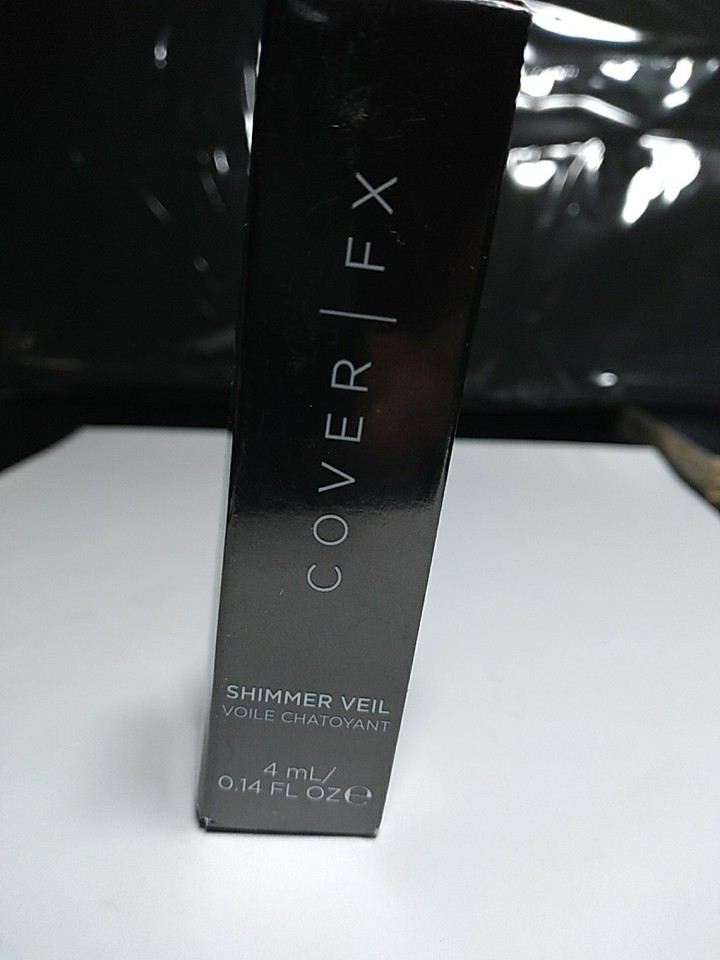 COVER | FX
SHIMMER VEIL
VOILE CHATOYANT
4 mL/
0.14 FL OZ℮